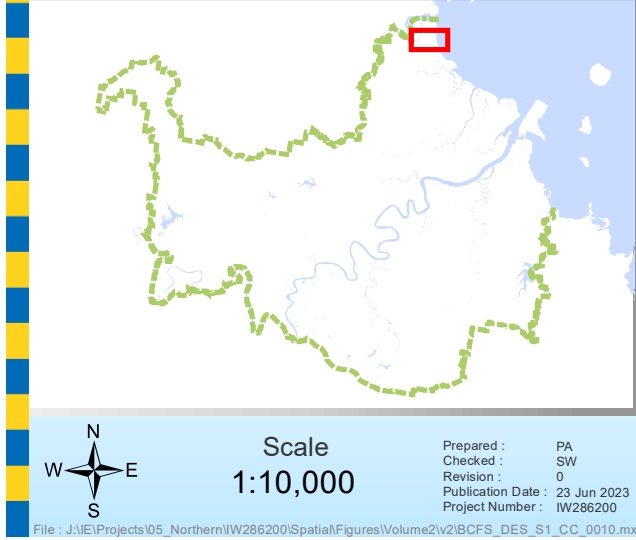 N
W E
S
Scale
1:10,000
Prepared : PA
Checked : SW
Revision : 0
Publication Date : 23 Jun 2023
Project Number : IW286200
File : J:\IE\Projects\05_Northern\IW286200\Spatial\Figures\Volume2\v2\BCFS_DES_S1_CC_0010.mx